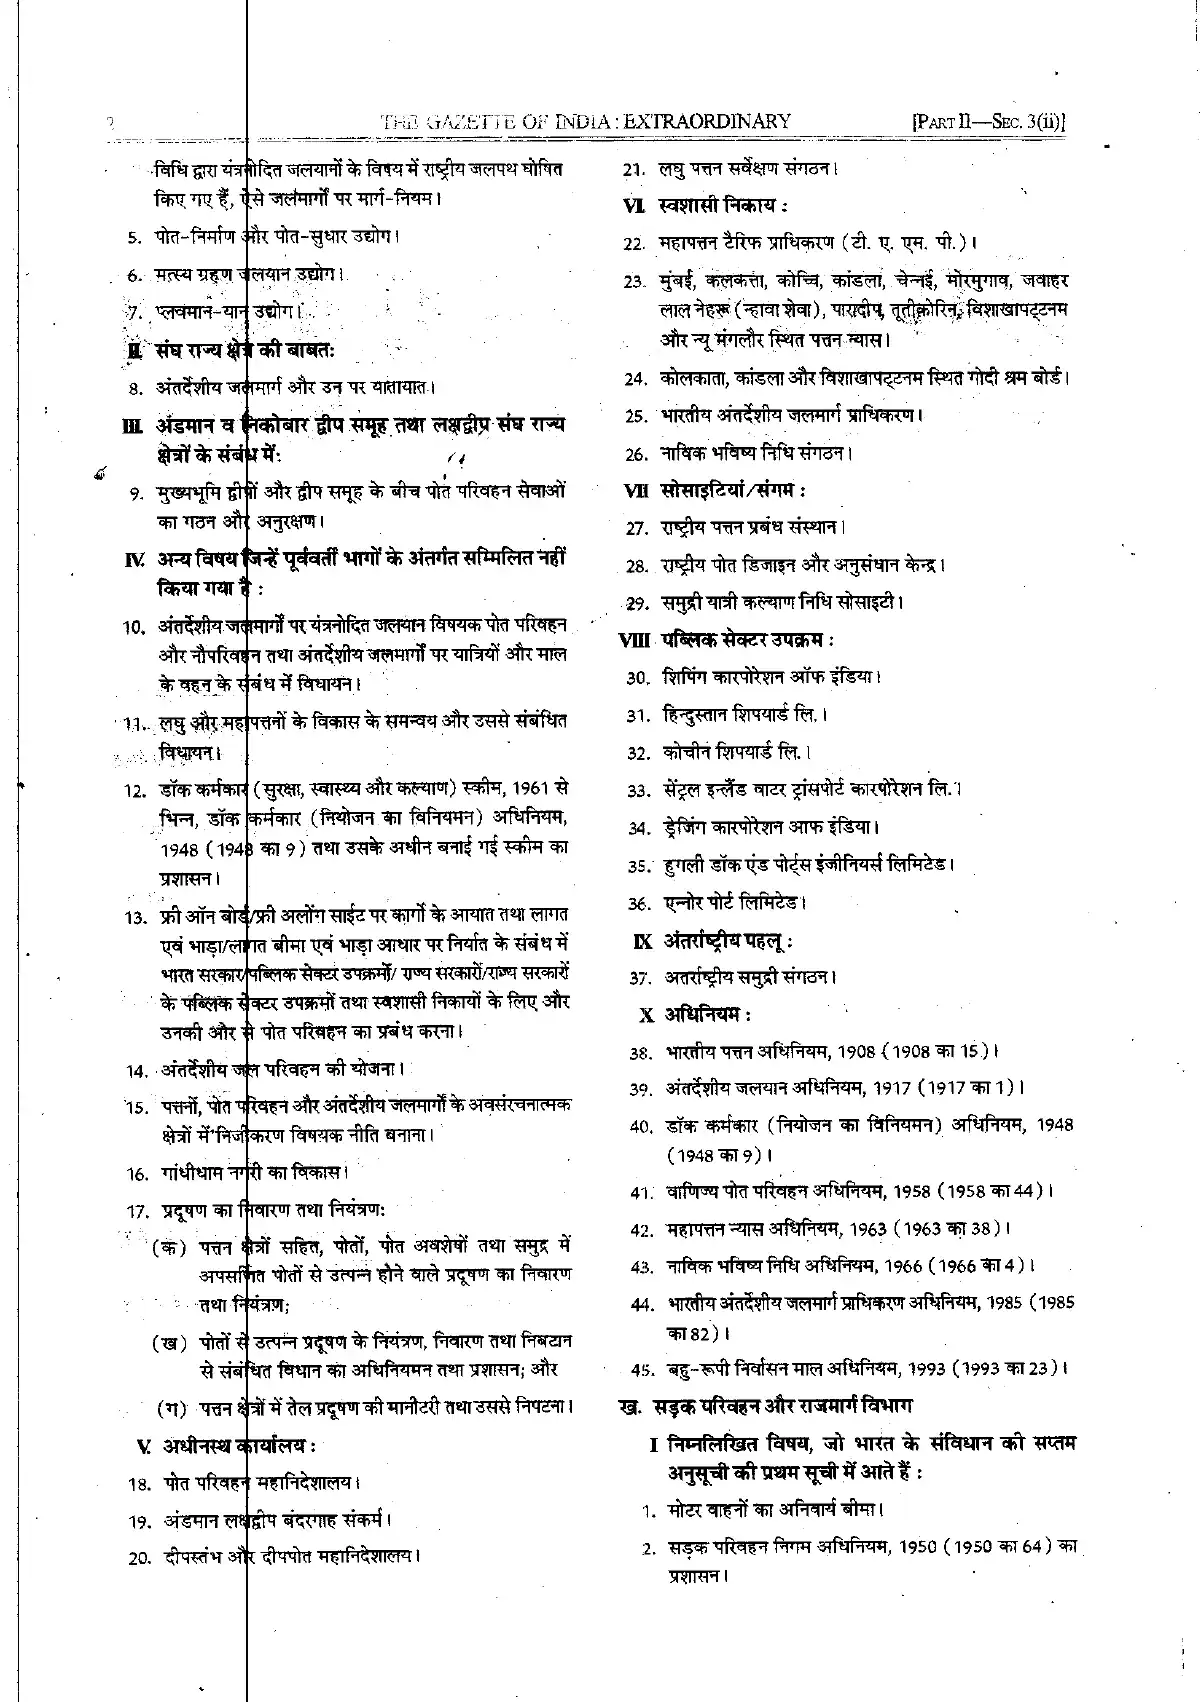 2 THE GAZETTE OF INDIA : EXTRAORDINARY [PART II—SEC. 3(ii)]
विधि द्वारा यंत्रनोदित जलयानों के विषय में राष्ट्रीय जलपथ घोषित
किए गए हैं, ऐसे जलमार्गों पर मार्ग-नियम।
5. पोत-निर्माण और पोत-सुधार उद्योग।
6. मत्स्य ग्रहण जलयान उद्योग।
7. प्लवमान-यान उद्योग।
II. संघ राज्य क्षेत्र की बाबत:
8. अंतर्देशीय जलमार्ग और उन पर यातायात।
III. अंडमान व निकोबार द्वीप समूह तथा लक्षद्वीप संघ राज्य
क्षेत्रों के संबंध में:
9. मुख्यभूमि द्वीपों और द्वीप समूह के बीच पोत परिवहन सेवाओं
का गठन और अनुरक्षण।
IV. अन्य विषय जिन्हें पूर्ववर्ती भागों के अंतर्गत सम्मिलित नहीं
किया गया है :
10. अंतर्देशीय जलमार्गों पर यंत्रनोदित जलयान विषयक पोत परिवहन
और नौपरिवहन तथा अंतर्देशीय जलमार्गों पर यात्रियों और माल
के वहन के संबंध में विधायन।
11. लघु और महापत्तनों के विकास के समन्वय और उससे संबंधित
विधायन।
12. डॉक कर्मकार (सुरक्षा, स्वास्थ्य और कल्याण) स्कीम, 1961 से
भिन्न, डॉक कर्मकार (नियोजन का विनियमन) अधिनियम,
1948 (1948 का 9) तथा उसके अधीन बनाई गई स्कीम का
प्रशासन।
13. फ्री ऑन बोर्ड/फ्री अलोंग साईट पर कार्गो के आयात तथा लागत
एवं भाड़ा/लागत बीमा एवं भाड़ा आधार पर निर्यात के संबंध में
भारत सरकार/पब्लिक सेक्टर उपक्रमों/ राज्य सरकारों/राज्य सरकारों
के पब्लिक सेक्टर उपक्रमों तथा स्वशासी निकायों के लिए और
उनकी और से पोत परिवहन का प्रबंध करना।
14. अंतर्देशीय जल परिवहन की योजना।
15. पत्तनों, पोत परिवहन और अंतर्देशीय जलमार्गों के अवसंरचनात्मक
क्षेत्रों में निजीकरण विषयक नीति बनाना।
16. गांधीधाम नगरी का विकास।
17. प्रदूषण का निवारण तथा नियंत्रण:
(क) पत्तन क्षेत्रों सहित, पोतों, पोत अवशेषों तथा समुद्र में
अपसर्जित पोतों से उत्पन्न होने वाले प्रदूषण का निवारण
तथा नियंत्रण;
(ख) पोतों से उत्पन्न प्रदूषण के नियंत्रण, निवारण तथा निबटान
से संबंधित विधान का अधिनियमन तथा प्रशासन; और
(ग) पत्तन क्षेत्रों में तेल प्रदूषण की मानीटरी तथा उससे निपटना।
V. अधीनस्थ कार्यालय :
18. पोत परिवहन महानिदेशालय।
19. अंडमान लक्षद्वीप बंदरगाह संकर्म।
20. दीपस्तंभ और दीपपोत महानिदेशालय।
21. लघु पत्तन सर्वेक्षण संगठन।
VI. स्वशासी निकाय :
22. महापत्तन टैरिफ प्राधिकरण (टी. ए. एम. पी.)।
23. मुंबई, कलकत्ता, कोच्चि, कांडला, चेन्नई, मोरमुगाव, जवाहर
लाल नेहरू (न्हावा शेवा), पारादीप, तूतीकोरिन, विशाखापट्टनम
और न्यू मंगलौर स्थित पत्तन न्यास।
24. कोलकाता, कांडला और विशाखापट्टनम स्थित गोदी श्रम बोर्ड।
25. भारतीय अंतर्देशीय जलमार्ग प्राधिकरण।
26. नाविक भविष्य निधि संगठन।
VII सोसाइटियां/संगम :
27. राष्ट्रीय पत्तन प्रबंध संस्थान।
28. राष्ट्रीय पोत डिजाइन और अनुसंधान केन्द्र।
29. समुद्री यात्री कल्याण निधि सोसाइटी।
VIII पब्लिक सेक्टर उपक्रम :
30. शिपिंग कारपोरेशन ऑफ इंडिया।
31. हिन्दुस्तान शिपयार्ड लि.।
32. कोचीन शिपयार्ड लि.।
33. सेंट्रल इन्लैंड वाटर ट्रांसपोर्ट कारपोरेशन लि.।
34. ड्रेजिंग कारपोरेशन आफ इंडिया।
35. हुगली डॉक एंड पोर्ट्स इंजीनियर्स लिमिटेड।
36. एन्नोर पोर्ट लिमिटेड।
IX अंतर्राष्ट्रीय पहलू :
37. अतर्राष्ट्रीय समुद्री संगठन।
X अधिनियम :
38. भारतीय पत्तन अधिनियम, 1908 (1908 का 15)।
39. अंतर्देशीय जलयान अधिनियम, 1917 (1917 का 1)।
40. डॉक कर्मकार (नियोजन का विनियमन) अधिनियम, 1948
(1948 का 9)।
41. वाणिज्य पोत परिवहन अधिनियम, 1958 (1958 का 44)।
42. महापत्तन न्यास अधिनियम, 1963 (1963 का 38)।
43. नाविक भविष्य निधि अधिनियम, 1966 (1966 का 4)।
44. भारतीय अंतर्देशीय जलमार्ग प्राधिकरण अधिनियम, 1985 (1985
का 82)।
45. बहु-रूपी निर्वासन माल अधिनियम, 1993 (1993 का 23)।
ख. सड़क परिवहन और राजमार्ग विभाग
I निम्नलिखित विषय, जो भारत के संविधान की सप्तम
अनुसूची की प्रथम सूची में आते हैं :
1. मोटर वाहनों का अनिवार्य बीमा।
2. सड़क परिवहन निगम अधिनियम, 1950 (1950 का 64) का
प्रशासन।